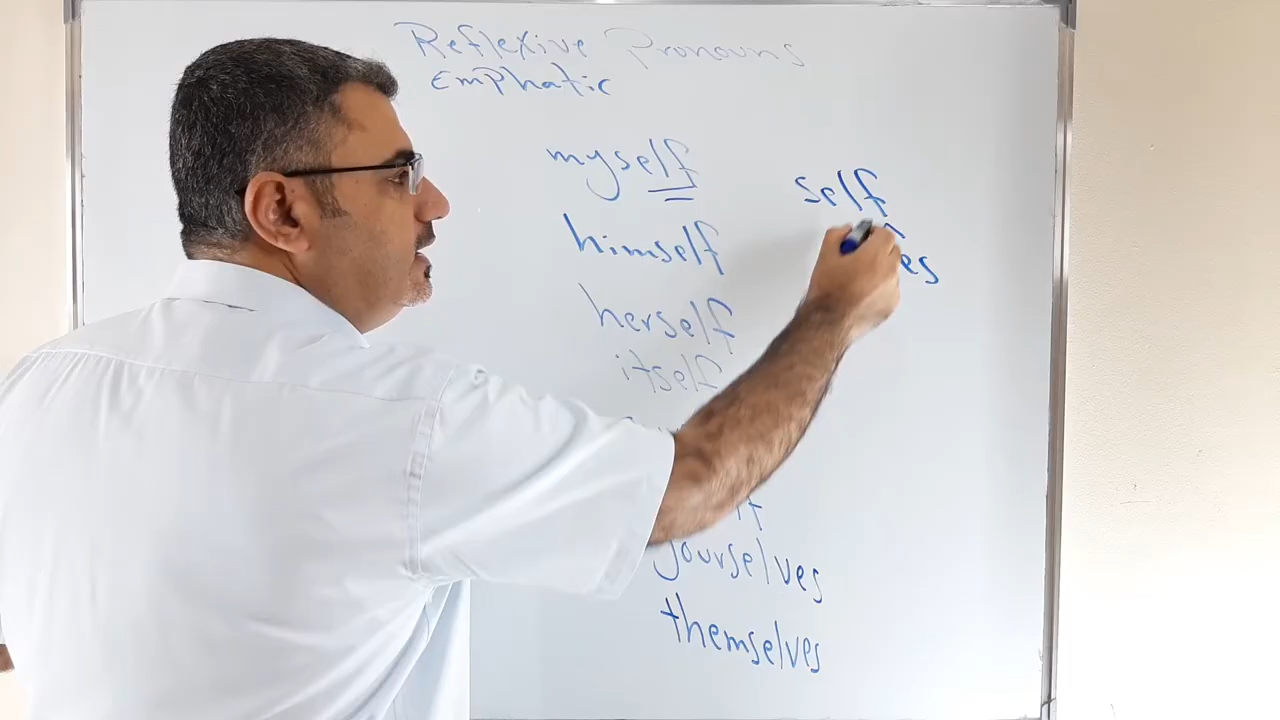 Reflexive Pronouns
Emphatic
myself
himself
herself
itself
yourselves
themselves
self